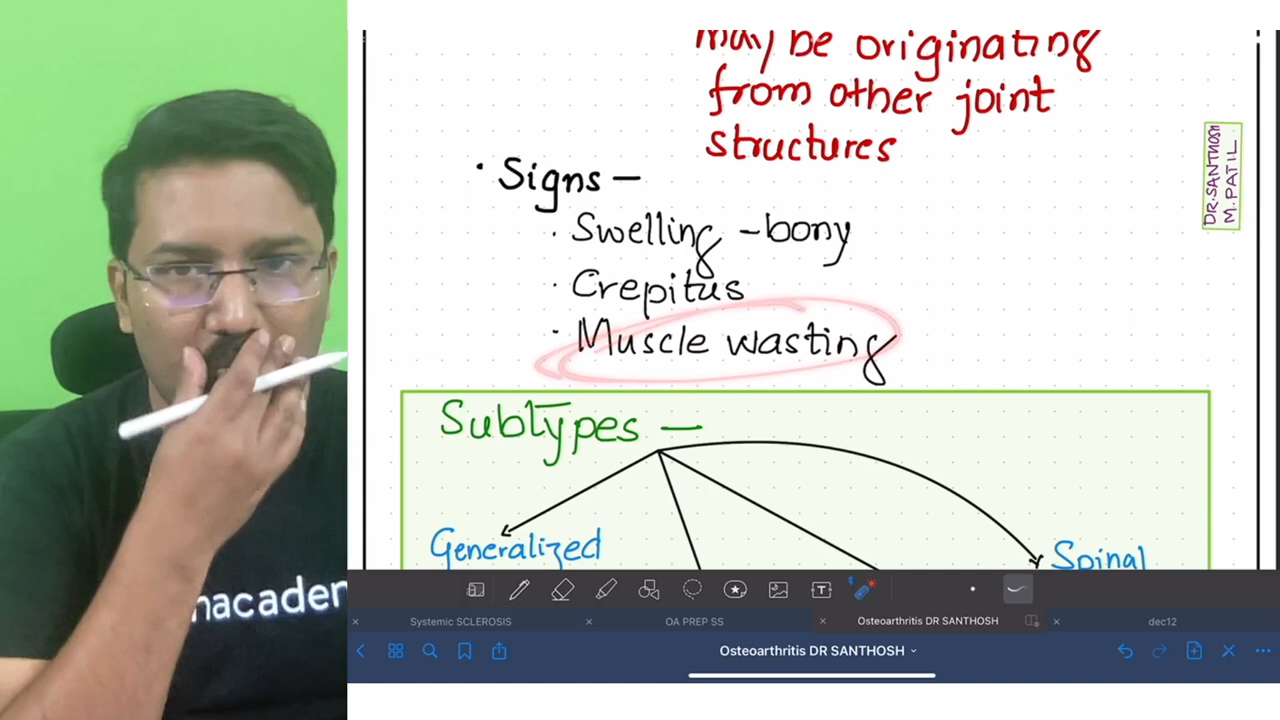 may be originating
from other joint
structures
· Signs –
· Swelling – bony
· Crepitus
· Muscle wasting
DR. SANTHOSH
M. PATIL
Subtypes –
Generalized
Spinal
nacadem
T
× Systemic SCLEROSIS × OA PREP SS × Osteoarthritis DR SANTHOSH × dec12
Osteoarthritis DR SANTHOSH